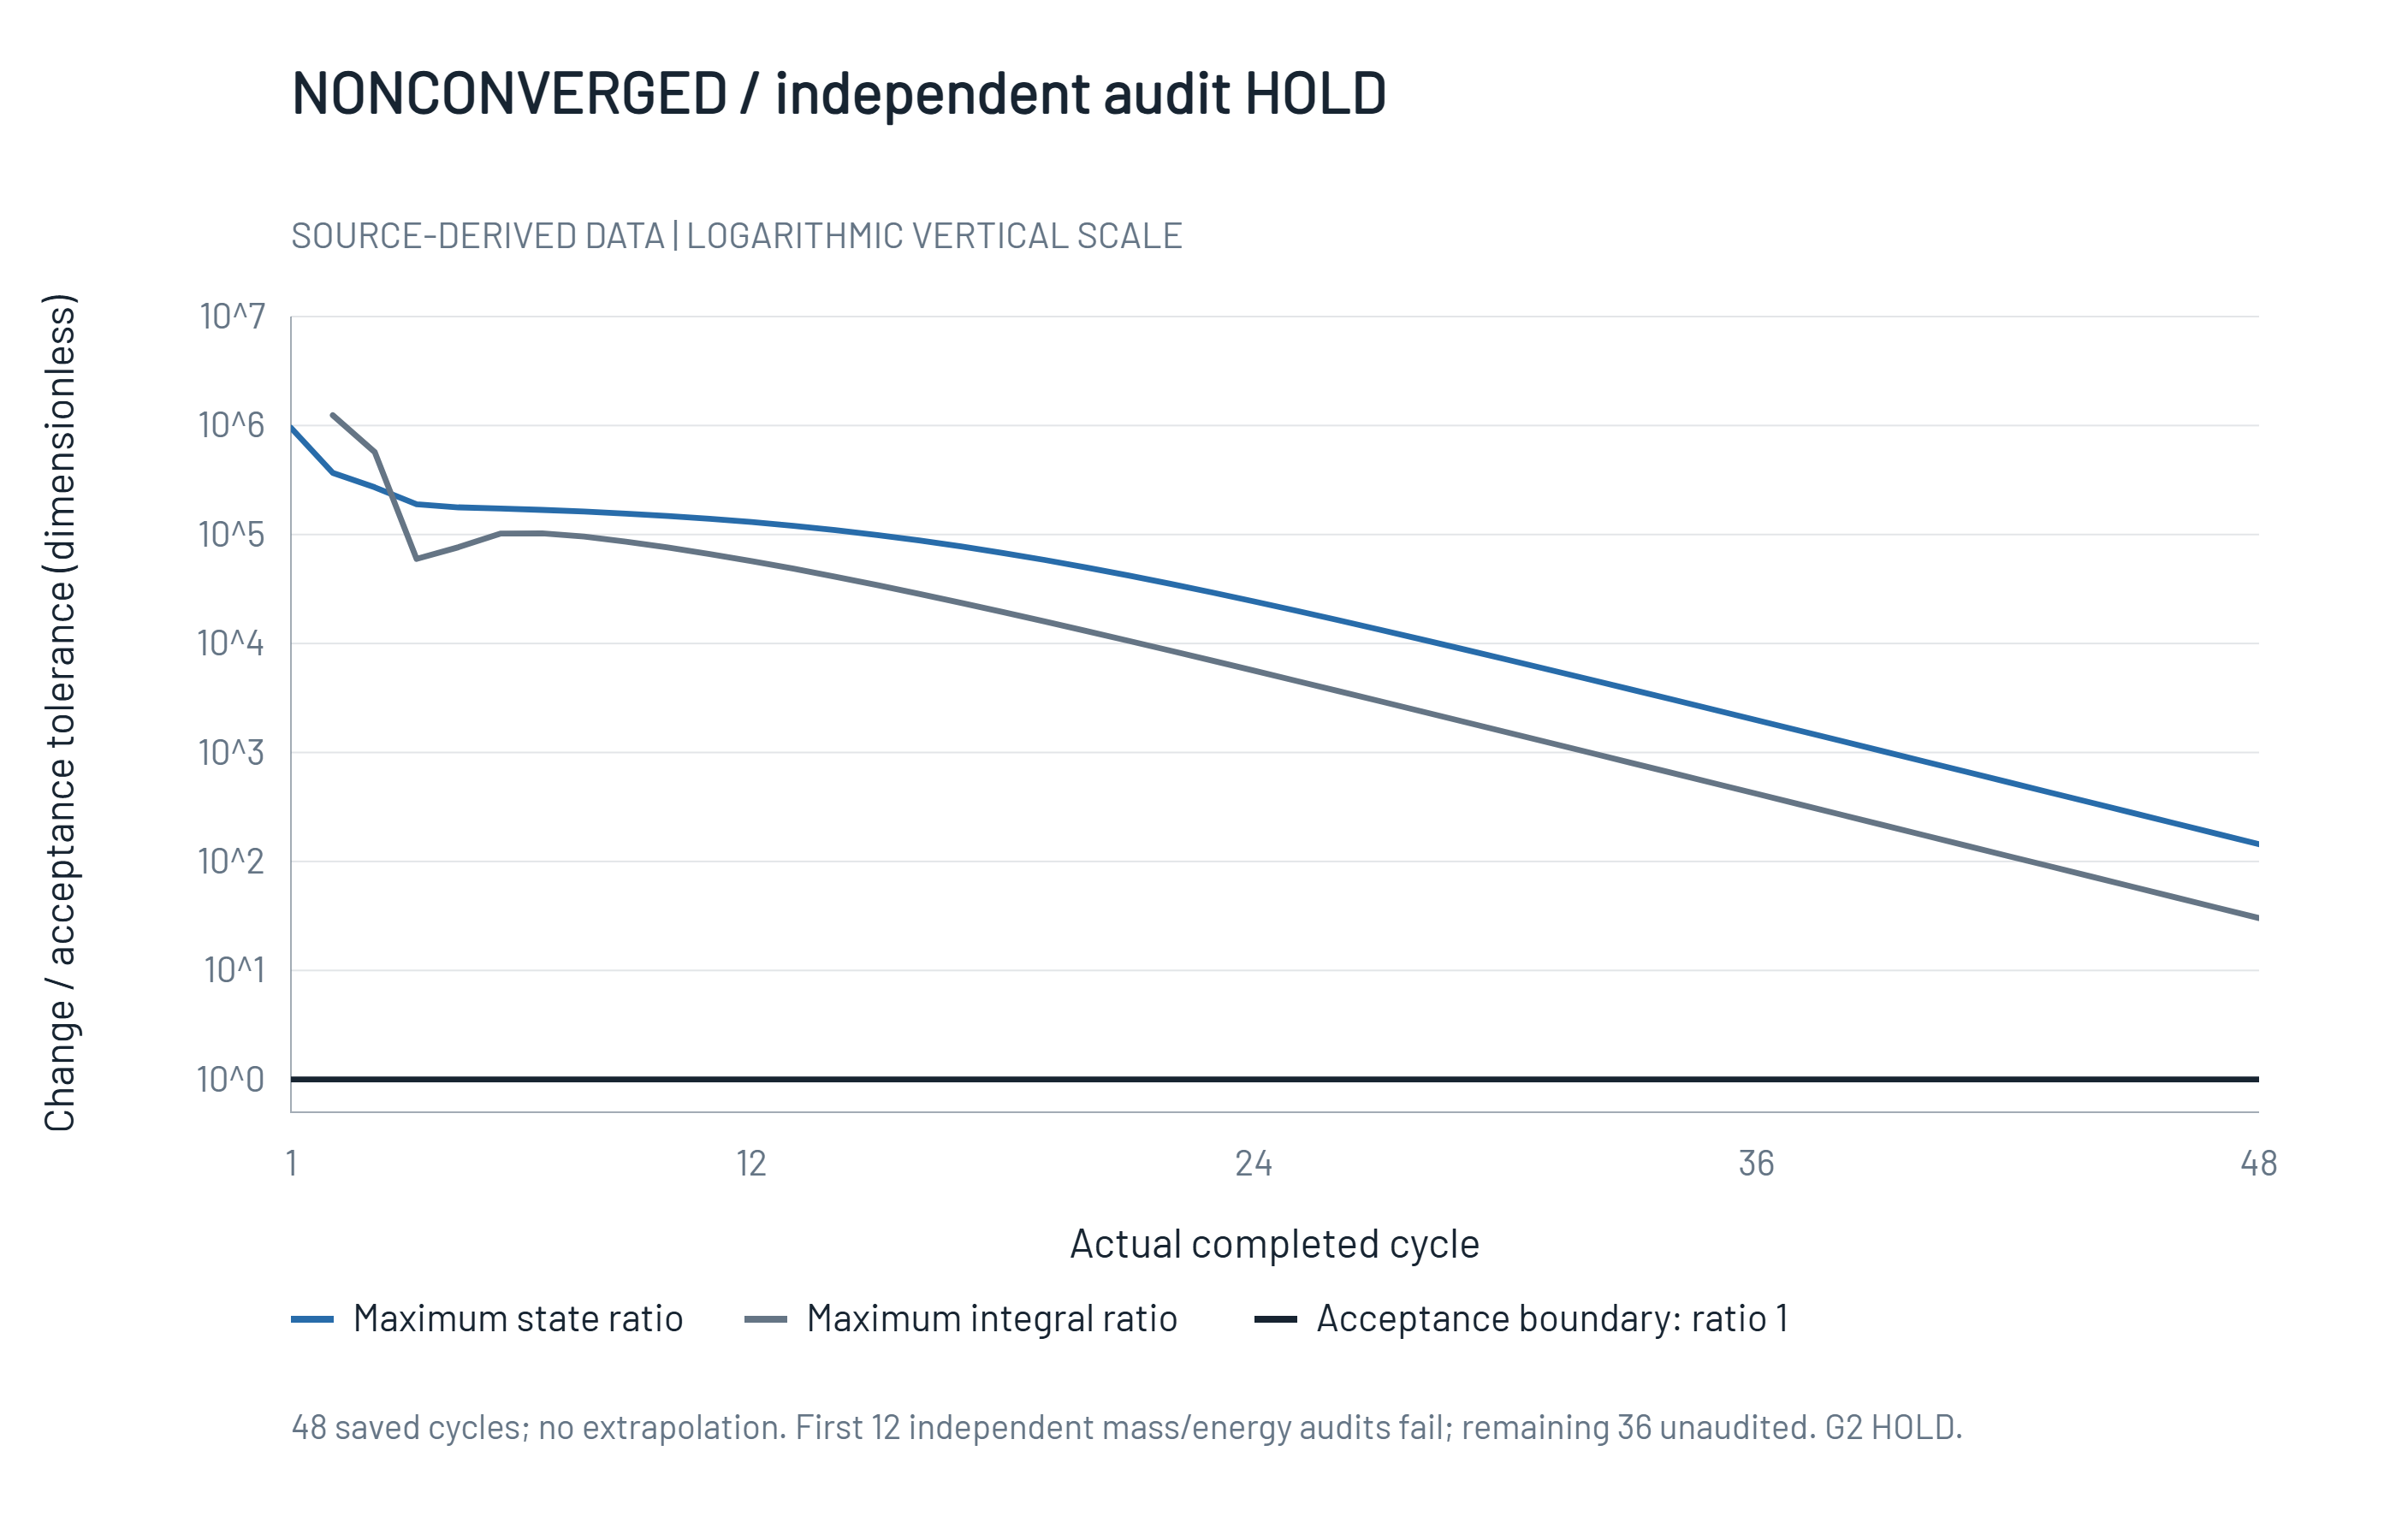 NONCONVERGED / independent audit HOLD
SOURCE-DERIVED DATA | LOGARITHMIC VERTICAL SCALE
Change / acceptance tolerance (dimensionless)
10^7
10^6
10^5
10^4
10^3
10^2
10^1
10^0
1 12 24 36 48
Actual completed cycle
Maximum state ratio Maximum integral ratio Acceptance boundary: ratio 1
48 saved cycles; no extrapolation. First 12 independent mass/energy audits fail; remaining 36 unaudited. G2 HOLD.